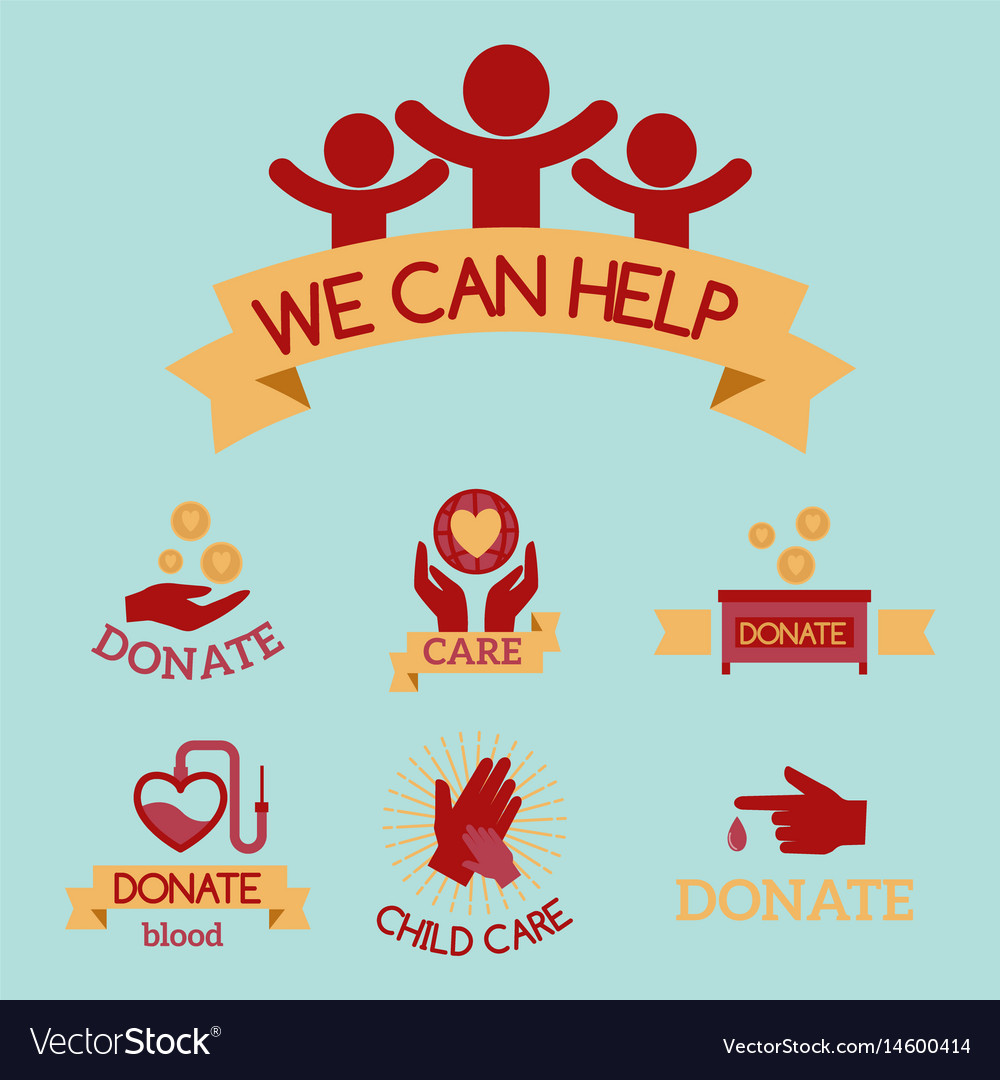 WE CAN HELP
DONATE
CARE
DONATE
DONATE
blood
CHILD CARE
DONATE
VectorStock®
VectorStock.com/14600414